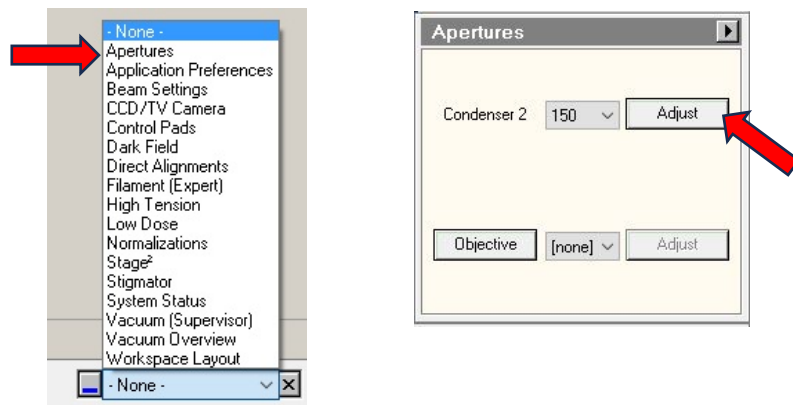 - None -
Apertures
Application Preferences
Beam Settings
CCD/TV Camera
Control Pads
Dark Field
Direct Alignments
Filament (Expert)
High Tension
Low Dose
Normalizations
Stage²
Stigmator
System Status
Vacuum (Supervisor)
Vacuum Overview
Workspace Layout
- None -
Apertures
Condenser 2 150 Adjust
Objective [none] Adjust